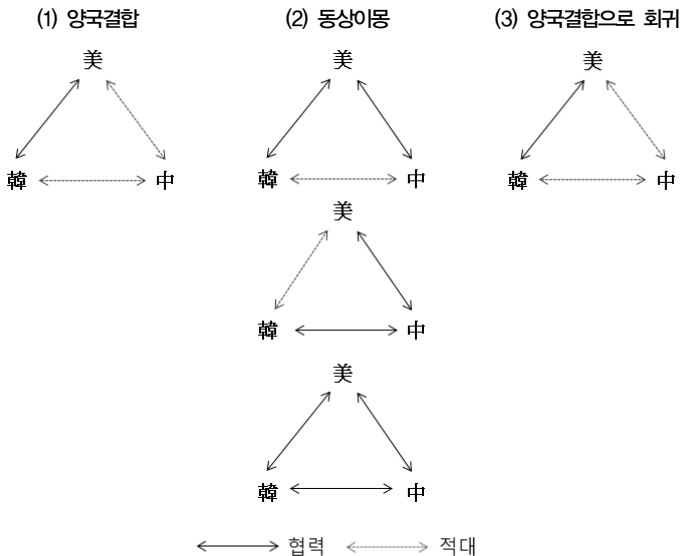 (1) 양국결합 (2) 동상이몽 (3) 양국결합으로 회귀
美 美 美
韓 中 韓 中 韓 中
美
韓 中
美
韓 中
협력 적대